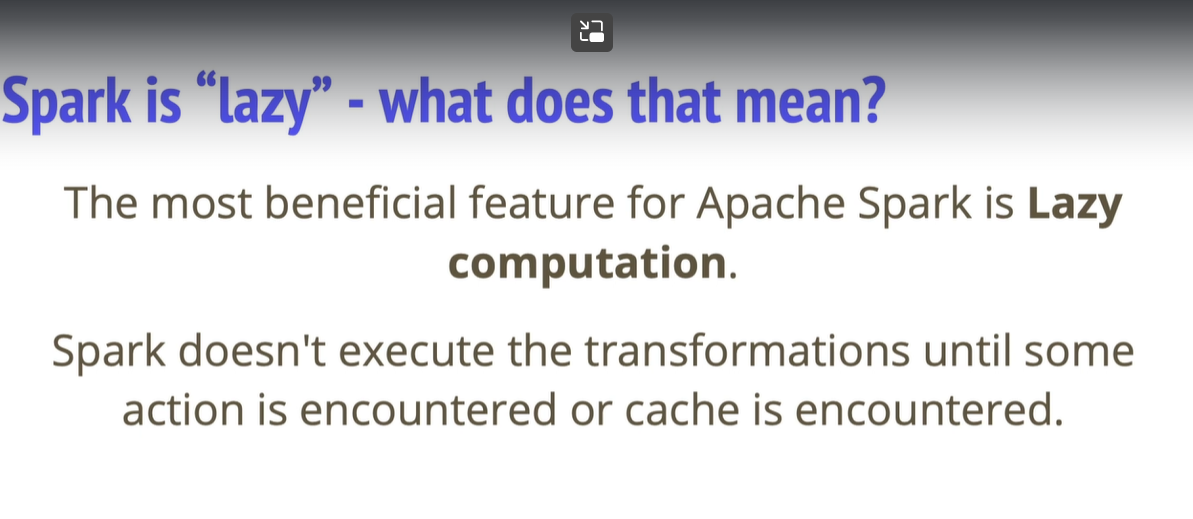 Spark is “lazy” - what does that mean?
The most beneficial feature for Apache Spark is Lazy
computation.
Spark doesn't execute the transformations until some
action is encountered or cache is encountered.